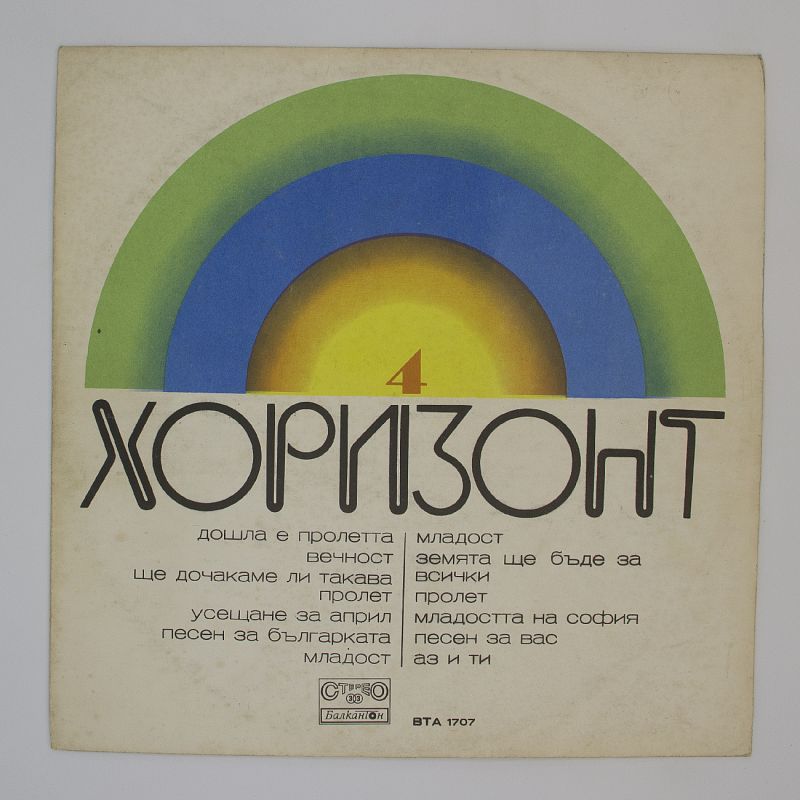 4
ХОРИЗОНТ
дошла е пролетта
вечност
ще дочакаме ли такава
пролет
усещане за април
песен за българката
младост
младост
земята ще бъде за
всички
пролет
младостта на софия
песен за вас
аз и ти
СТЕРЕО
33
Балкантон
ВТА 1707